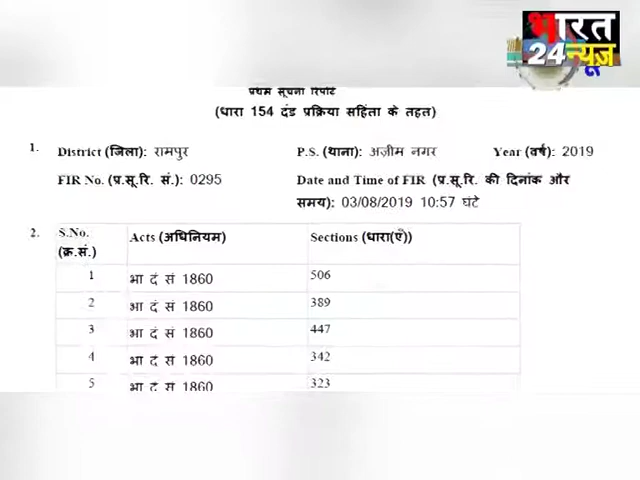 भारत
24 न्यूज़
प्रथम सूचना रिपोर्ट
(धारा 154 दंड प्रक्रिया सहिंता के तहत)
1. District (जिला): रामपुर P.S. (थाना): अज़ीम नगर Year (वर्ष): 2019
FIR No. (प्र.सू.रि. सं.): 0295 Date and Time of FIR (प्र.सू.रि. की दिनांक और
समय): 03/08/2019 10:57 घंटे
2. S.No. Acts (अधिनियम) Sections (धारा(ऐ))
(क्र.सं.)
1 भा दं सं 1860 506
2 भा दं सं 1860 389
3 भा दं सं 1860 447
4 भा दं सं 1860 342
5 भा दं सं 1860 323